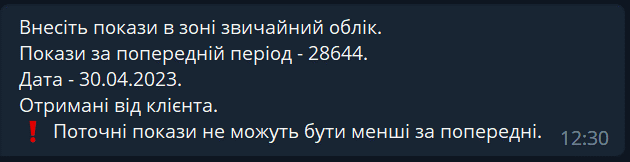 Внесіть покази в зоні звичайний облік.
Покази за попередній період - 28644.
Дата - 30.04.2023.
Отримані від клієнта.
❗ Поточні покази не можуть бути менші за попередні.
12:30